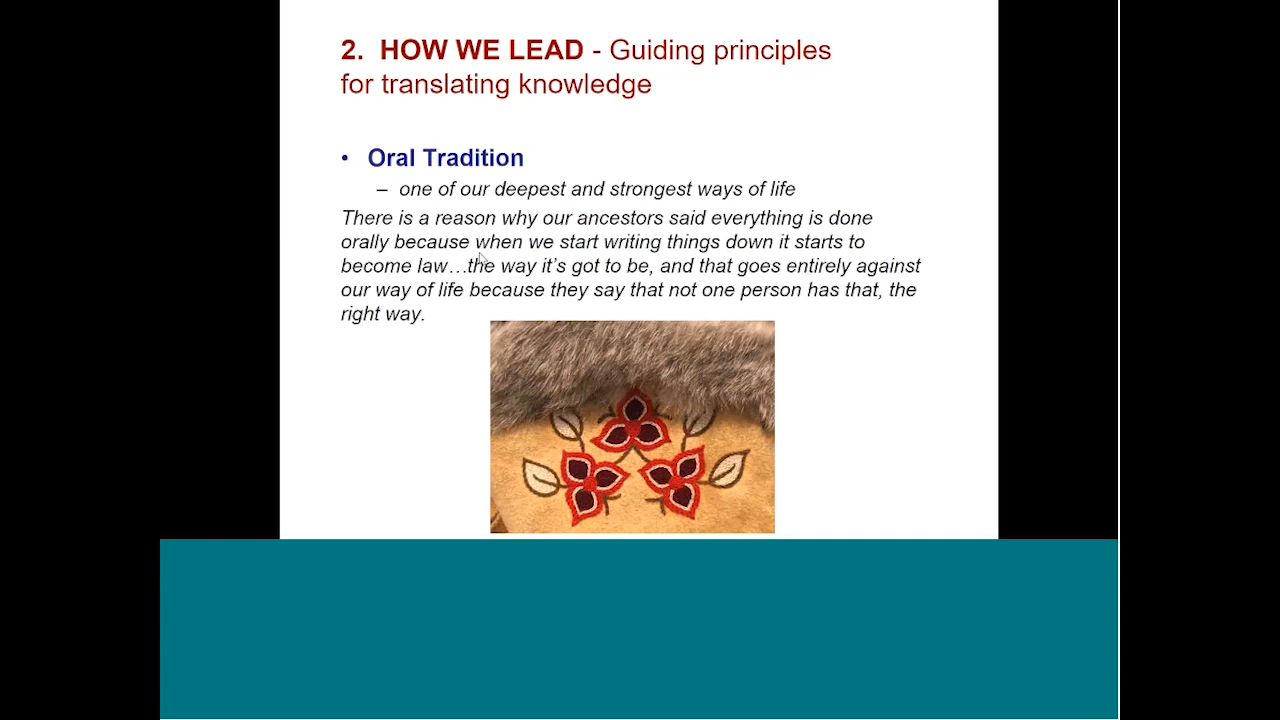 2. HOW WE LEAD - Guiding principles
for translating knowledge
• Oral Tradition
– one of our deepest and strongest ways of life
There is a reason why our ancestors said everything is done
orally because when we start writing things down it starts to
become law…the way it's got to be, and that goes entirely against
our way of life because they say that not one person has that, the
right way.